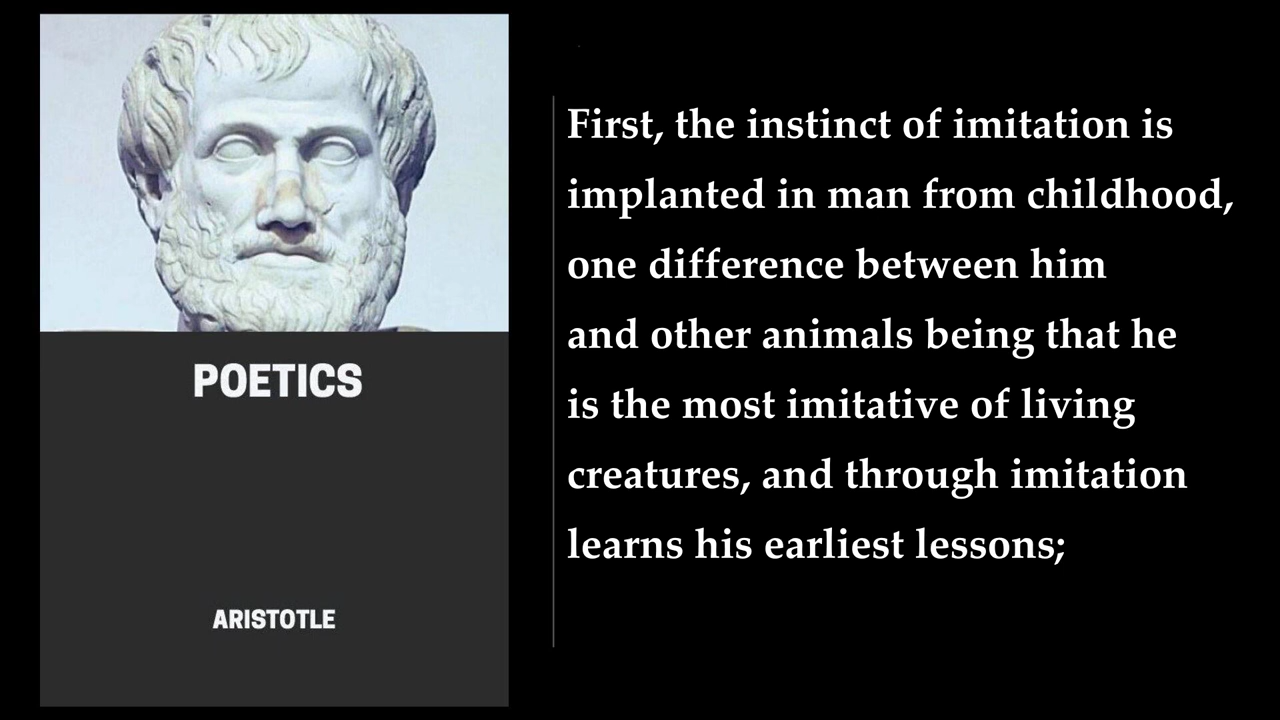 POETICS
ARISTOTLE
First, the instinct of imitation is
implanted in man from childhood,
one difference between him
and other animals being that he
is the most imitative of living
creatures, and through imitation
learns his earliest lessons;